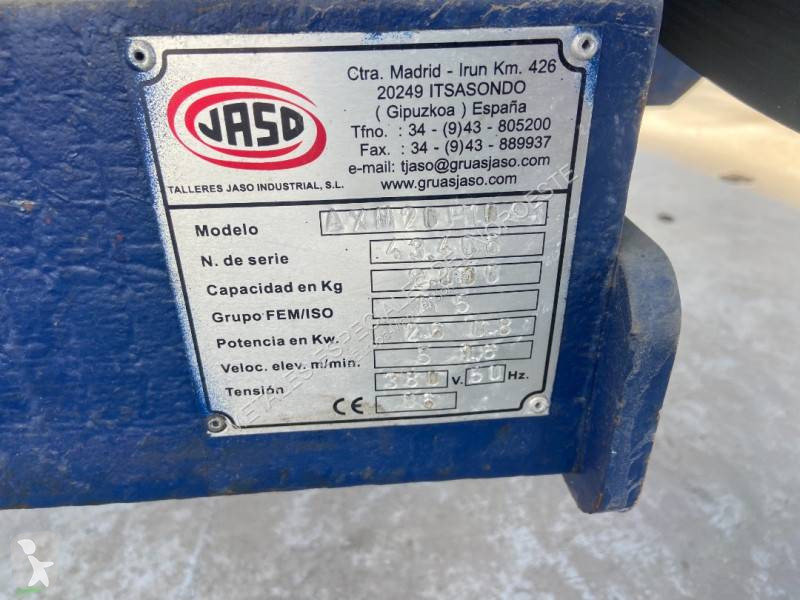 JASO
TALLERES JASO INDUSTRIAL, S.L.
Ctra. Madrid - Irun Km. 426
20249 ITSASONDO
( Gipuzkoa ) España
Tfno. : 34 - (9)43 - 805200
Fax. : 34 - (9)43 - 889937
e-mail: tjaso@gruasjaso.com
www.gruasjaso.com
Modelo
N. de serie
Capacidad en Kg
Grupo FEM/ISO 5
Potencia en Kw.
Veloc. elev. m/min. 5
Tensión 380 V. Hz.
CE